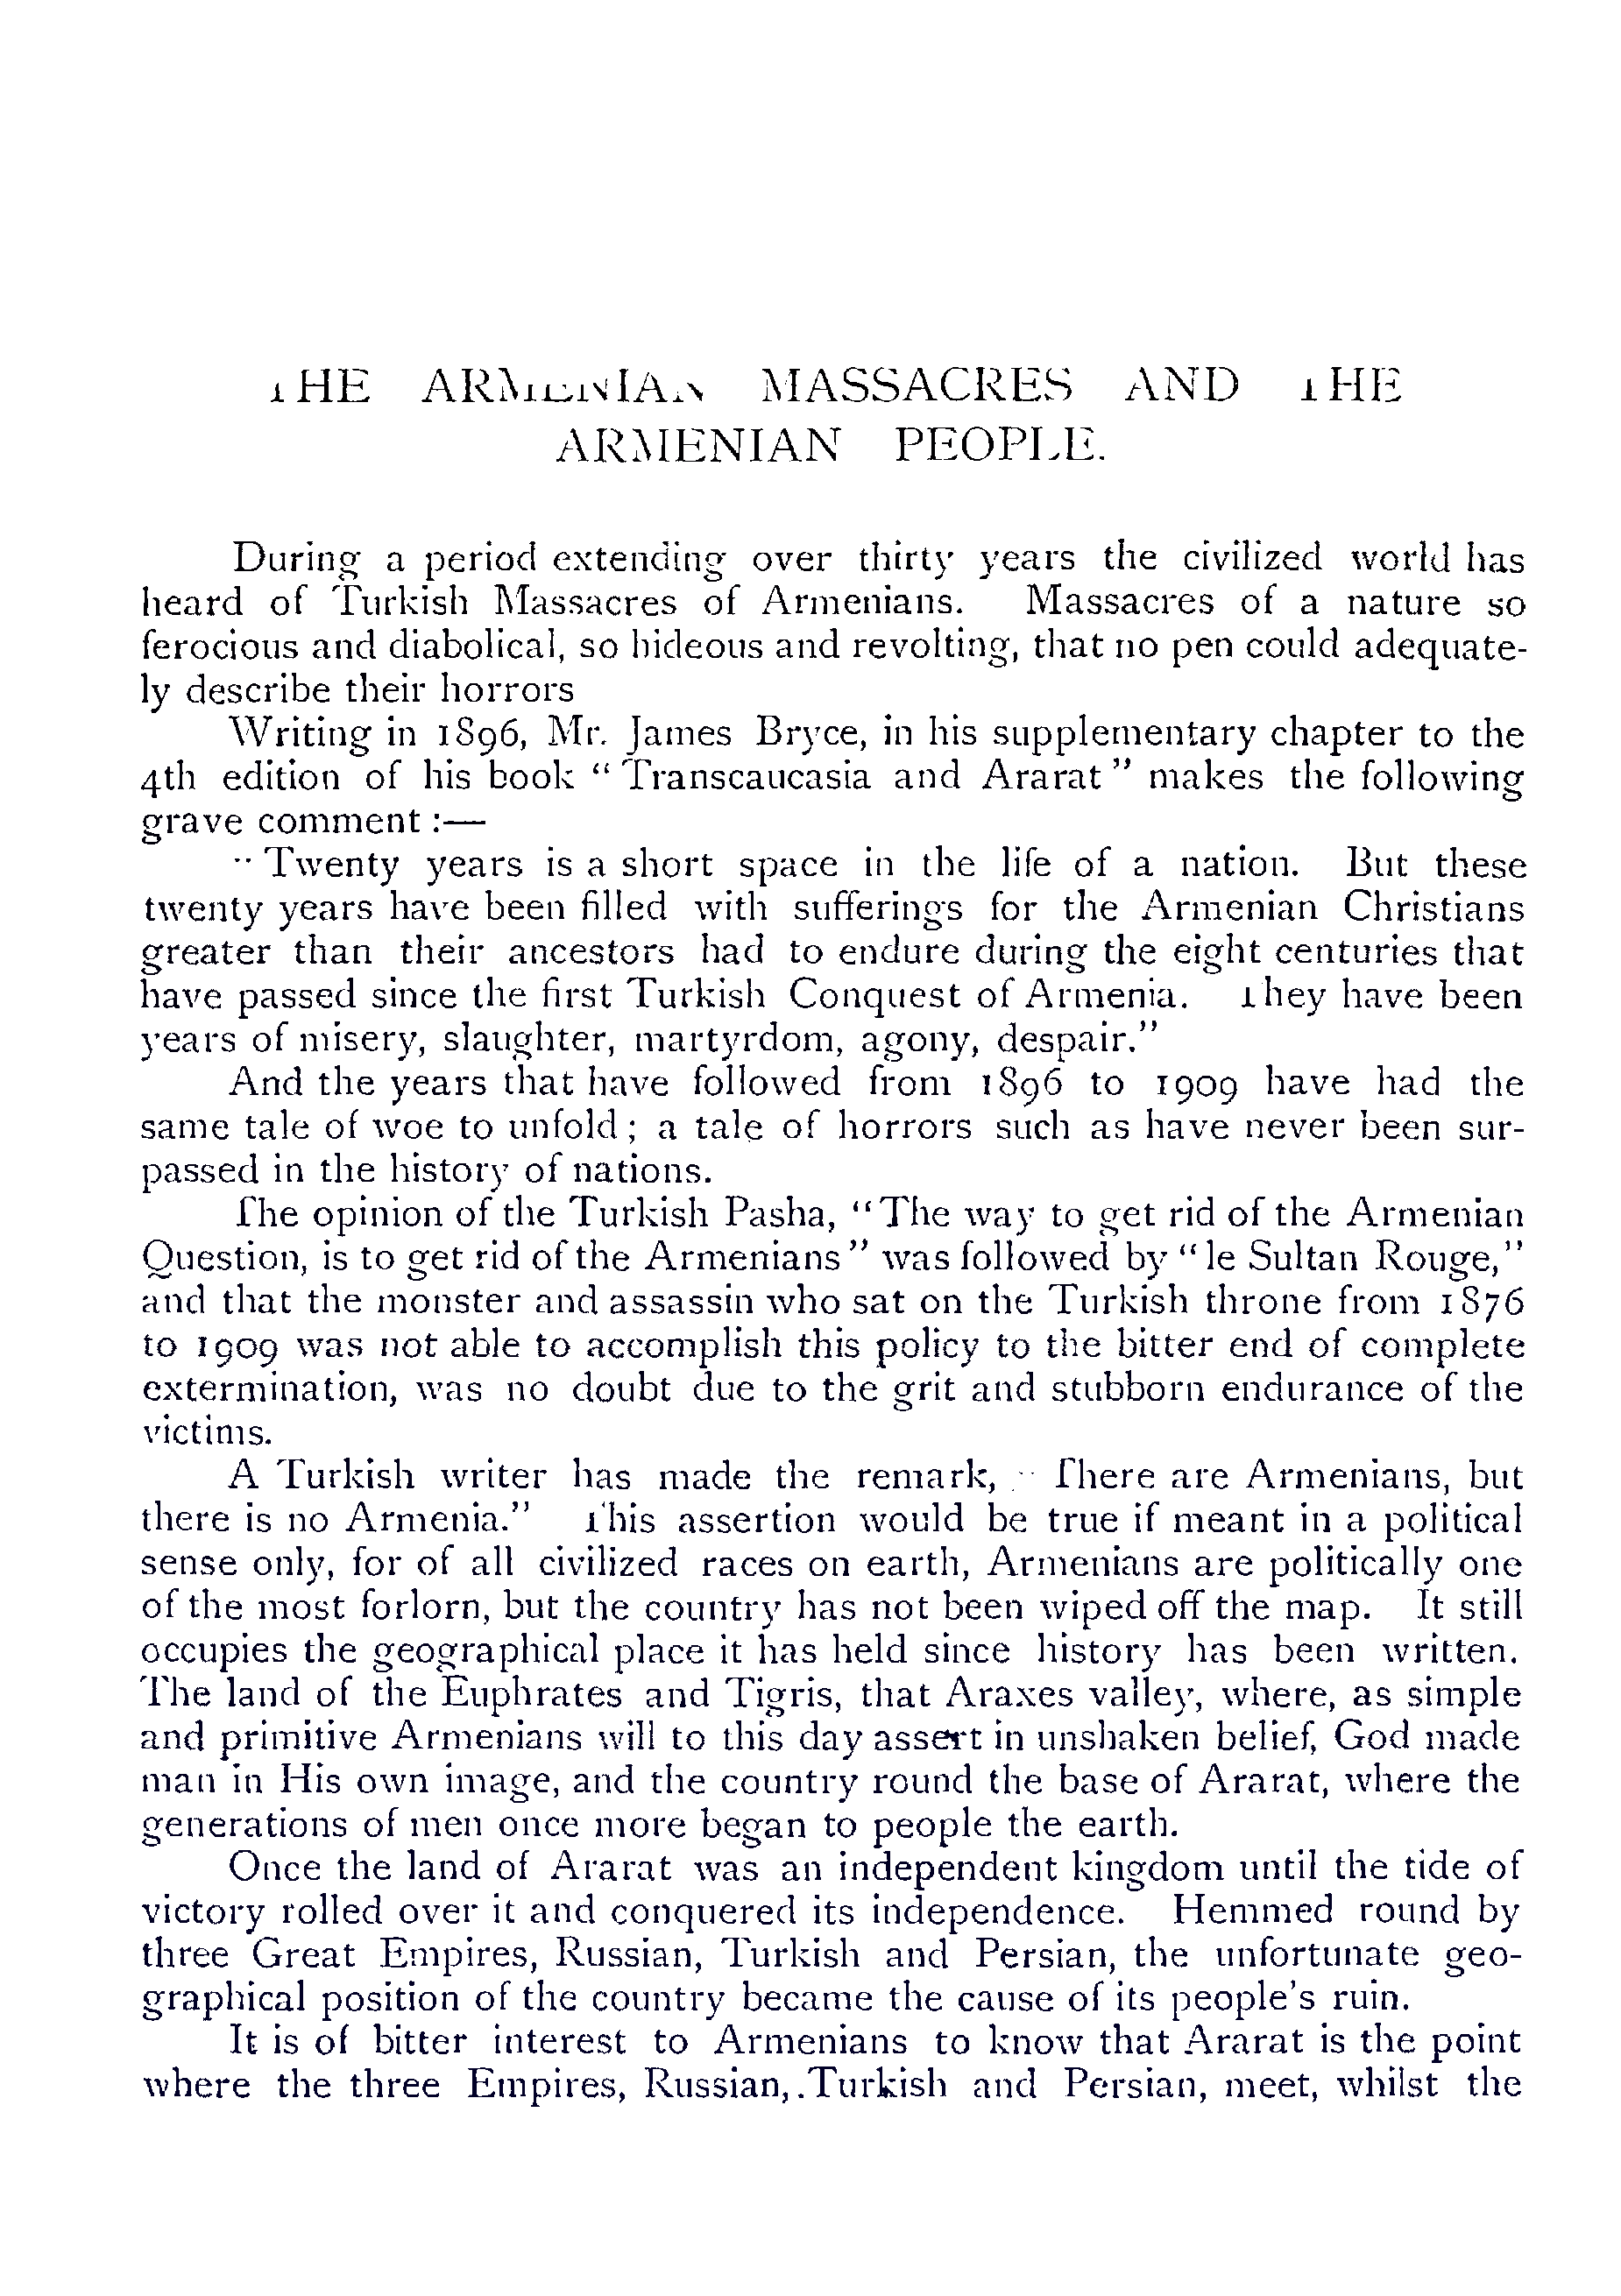 THE ARMENIAN MASSACRES AND THE
ARMENIAN PEOPLE.
During a period extending over thirty years the civilized world has
heard of Turkish Massacres of Armenians. Massacres of a nature so
ferocious and diabolical, so hideous and revolting, that no pen could adequate-
ly describe their horrors
Writing in 1896, Mr. James Bryce, in his supplementary chapter to the
4th edition of his book “Transcaucasia and Ararat” makes the following
grave comment :—
“Twenty years is a short space in the life of a nation. But these
twenty years have been filled with sufferings for the Armenian Christians
greater than their ancestors had to endure during the eight centuries that
have passed since the first Turkish Conquest of Armenia. They have been
years of misery, slaughter, martyrdom, agony, despair.”
And the years that have followed from 1896 to 1909 have had the
same tale of woe to unfold; a tale of horrors such as have never been sur-
passed in the history of nations.
The opinion of the Turkish Pasha, “The way to get rid of the Armenian
Question, is to get rid of the Armenians” was followed by “le Sultan Rouge,”
and that the monster and assassin who sat on the Turkish throne from 1876
to 1909 was not able to accomplish this policy to the bitter end of complete
extermination, was no doubt due to the grit and stubborn endurance of the
victims.
A Turkish writer has made the remark, “There are Armenians, but
there is no Armenia.” This assertion would be true if meant in a political
sense only, for of all civilized races on earth, Armenians are politically one
of the most forlorn, but the country has not been wiped off the map. It still
occupies the geographical place it has held since history has been written.
The land of the Euphrates and Tigris, that Araxes valley, where, as simple
and primitive Armenians will to this day assert in unshaken belief, God made
man in His own image, and the country round the base of Ararat, where the
generations of men once more began to people the earth.
Once the land of Ararat was an independent kingdom until the tide of
victory rolled over it and conquered its independence. Hemmed round by
three Great Empires, Russian, Turkish and Persian, the unfortunate geo-
graphical position of the country became the cause of its people's ruin.
It is of bitter interest to Armenians to know that Ararat is the point
where the three Empires, Russian, Turkish and Persian, meet, whilst the